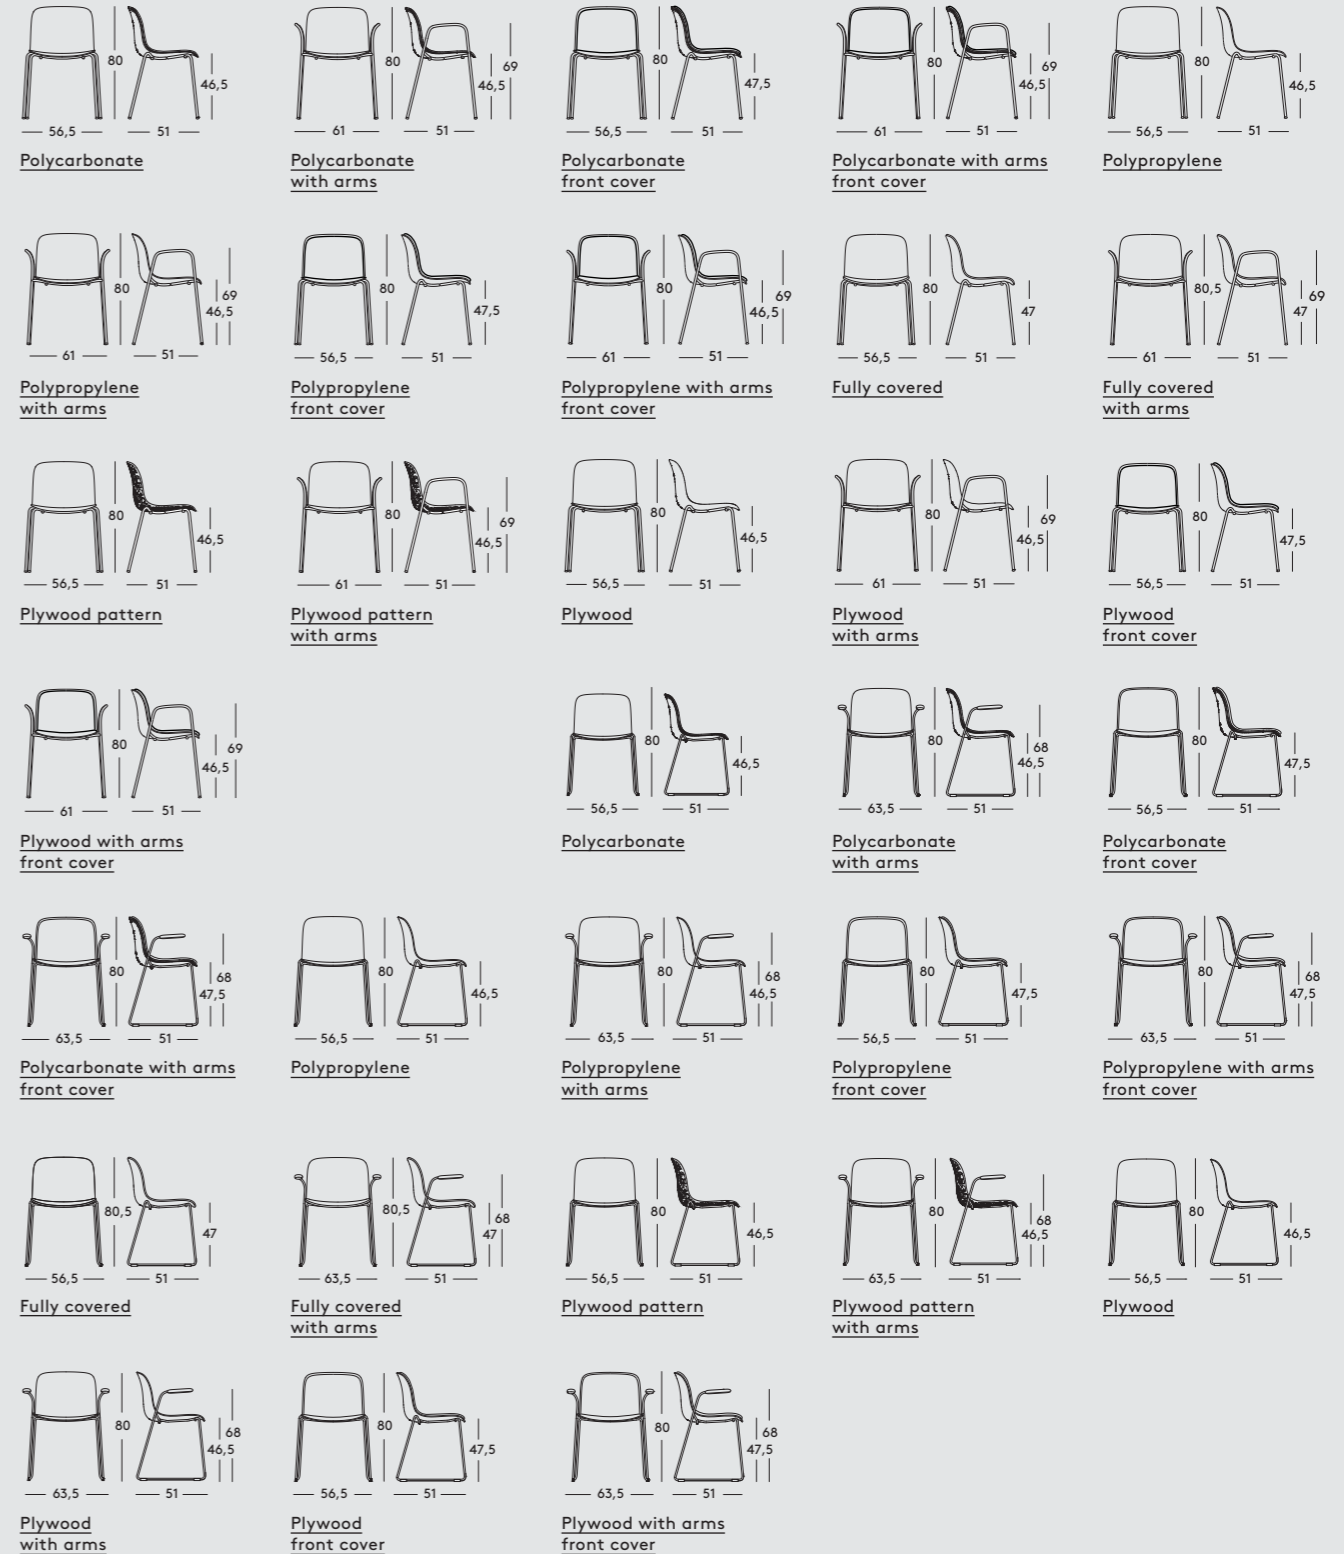 80
46,5
56,5
51
Polycarbonate
80
69
46,5
61
51
Polycarbonate
with arms
80
47,5
56,5
51
Polycarbonate
front cover
80
69
46,5
61
51
Polycarbonate with arms
front cover
80
46,5
56,5
51
Polypropylene
80
69
46,5
61
51
Polypropylene
with arms
80
47,5
56,5
51
Polypropylene
front cover
80
69
46,5
61
51
Polypropylene with arms
front cover
80
47
56,5
51
Fully covered
80,5
69
47
61
51
Fully covered
with arms
80
46,5
56,5
51
Plywood pattern
80
69
46,5
61
51
Plywood pattern
with arms
80
46,5
56,5
51
Plywood
80
69
46,5
61
51
Plywood
with arms
80
47,5
56,5
51
Plywood
front cover
80
69
46,5
61
51
Plywood with arms
front cover
80
46,5
56,5
51
Polycarbonate
80
68
46,5
63,5
51
Polycarbonate
with arms
80
47,5
56,5
51
Polycarbonate
front cover
80
68
47,5
63,5
51
Polycarbonate with arms
front cover
80
46,5
56,5
51
Polypropylene
80
68
46,5
63,5
51
Polypropylene
with arms
80
47,5
56,5
51
Polypropylene
front cover
80
68
47,5
63,5
51
Polypropylene with arms
front cover
80,5
47
56,5
51
Fully covered
80,5
68
47
63,5
51
Fully covered
with arms
80
46,5
56,5
51
Plywood pattern
80
68
46,5
63,5
51
Plywood pattern
with arms
80
46,5
56,5
51
Plywood
80
68
46,5
63,5
51
Plywood
with arms
80
47,5
56,5
51
Plywood
front cover
80
68
47,5
63,5
51
Plywood with arms
front cover